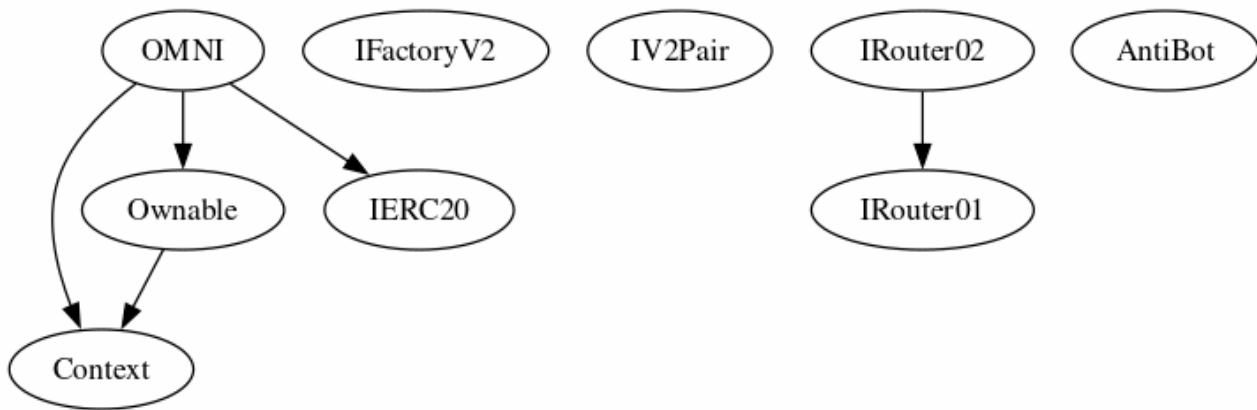 OMNI
IFactoryV2
IV2Pair
IRouter02
AntiBot
Ownable
IERC20
IRouter01
Context